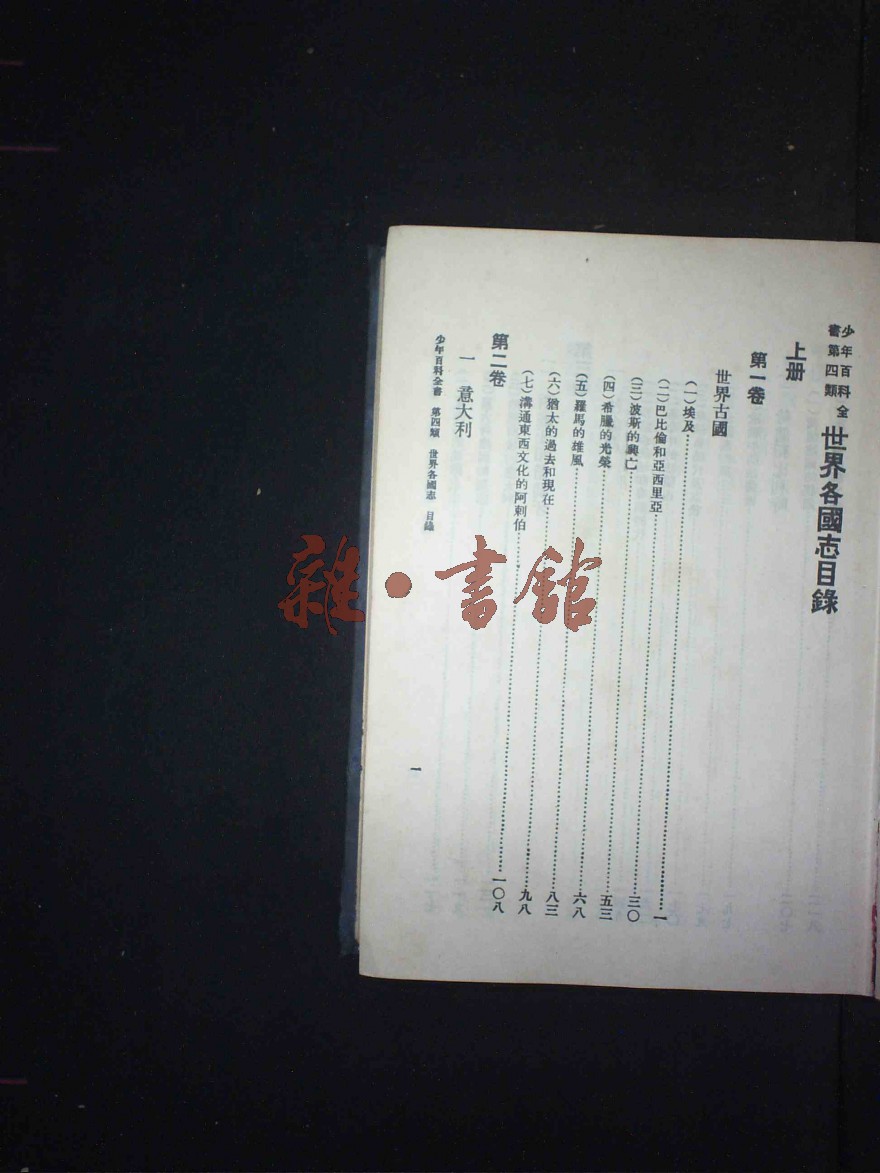 少年百科全書第四類 世界各國志目錄
上册
第一卷
世界古國
(一)埃及……一
(二)巴比倫和亞西里亞……三〇
(三)波斯的興亡……五三
(四)希臘的光榮……六八
(五)羅馬的雄風……八三
(六)猶太的過去和現在……九八
(七)溝通東西文化的阿剌伯……一〇八
第二卷
一 意大利
少年百科全書 第四類 世界各國志 目錄
一
雜·書館